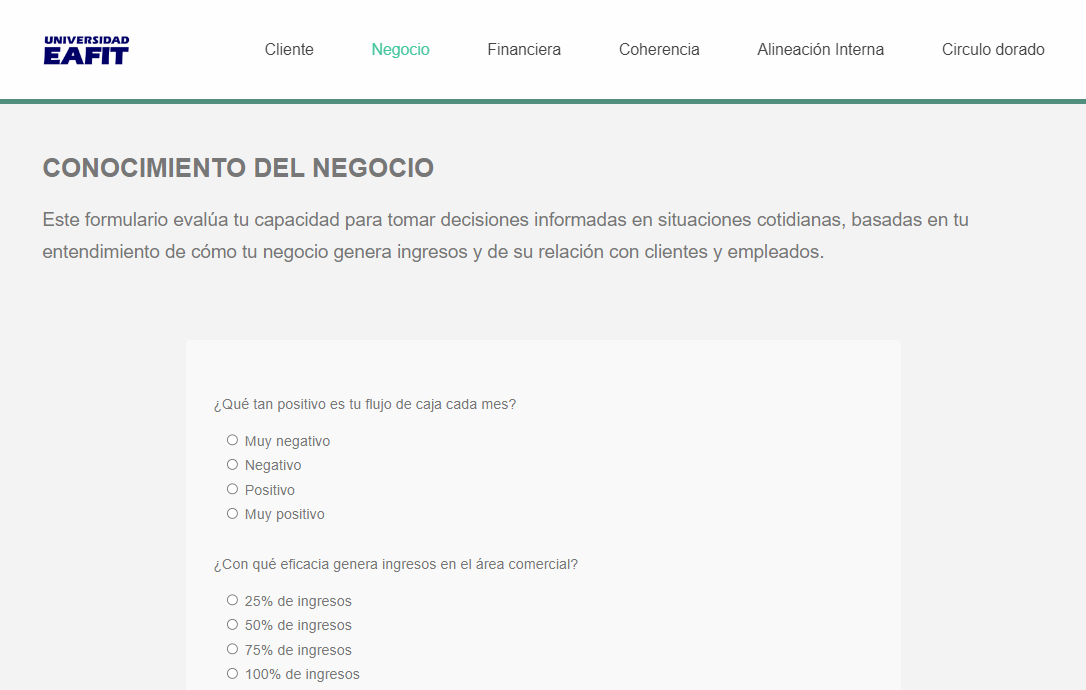 UNIVERSIDAD
EAFIT
Cliente
Negocio
Financiera
Coherencia
Alineación Interna
Circulo dorado
CONOCIMIENTO DEL NEGOCIO
Este formulario evalúa tu capacidad para tomar decisiones informadas en situaciones cotidianas, basadas en tu
entendimiento de cómo tu negocio genera ingresos y de su relación con clientes y empleados.
¿Qué tan positivo es tu flujo de caja cada mes?
Muy negativo
Negativo
Positivo
Muy positivo
¿Con qué eficacia genera ingresos en el área comercial?
25% de ingresos
50% de ingresos
75% de ingresos
100% de ingresos